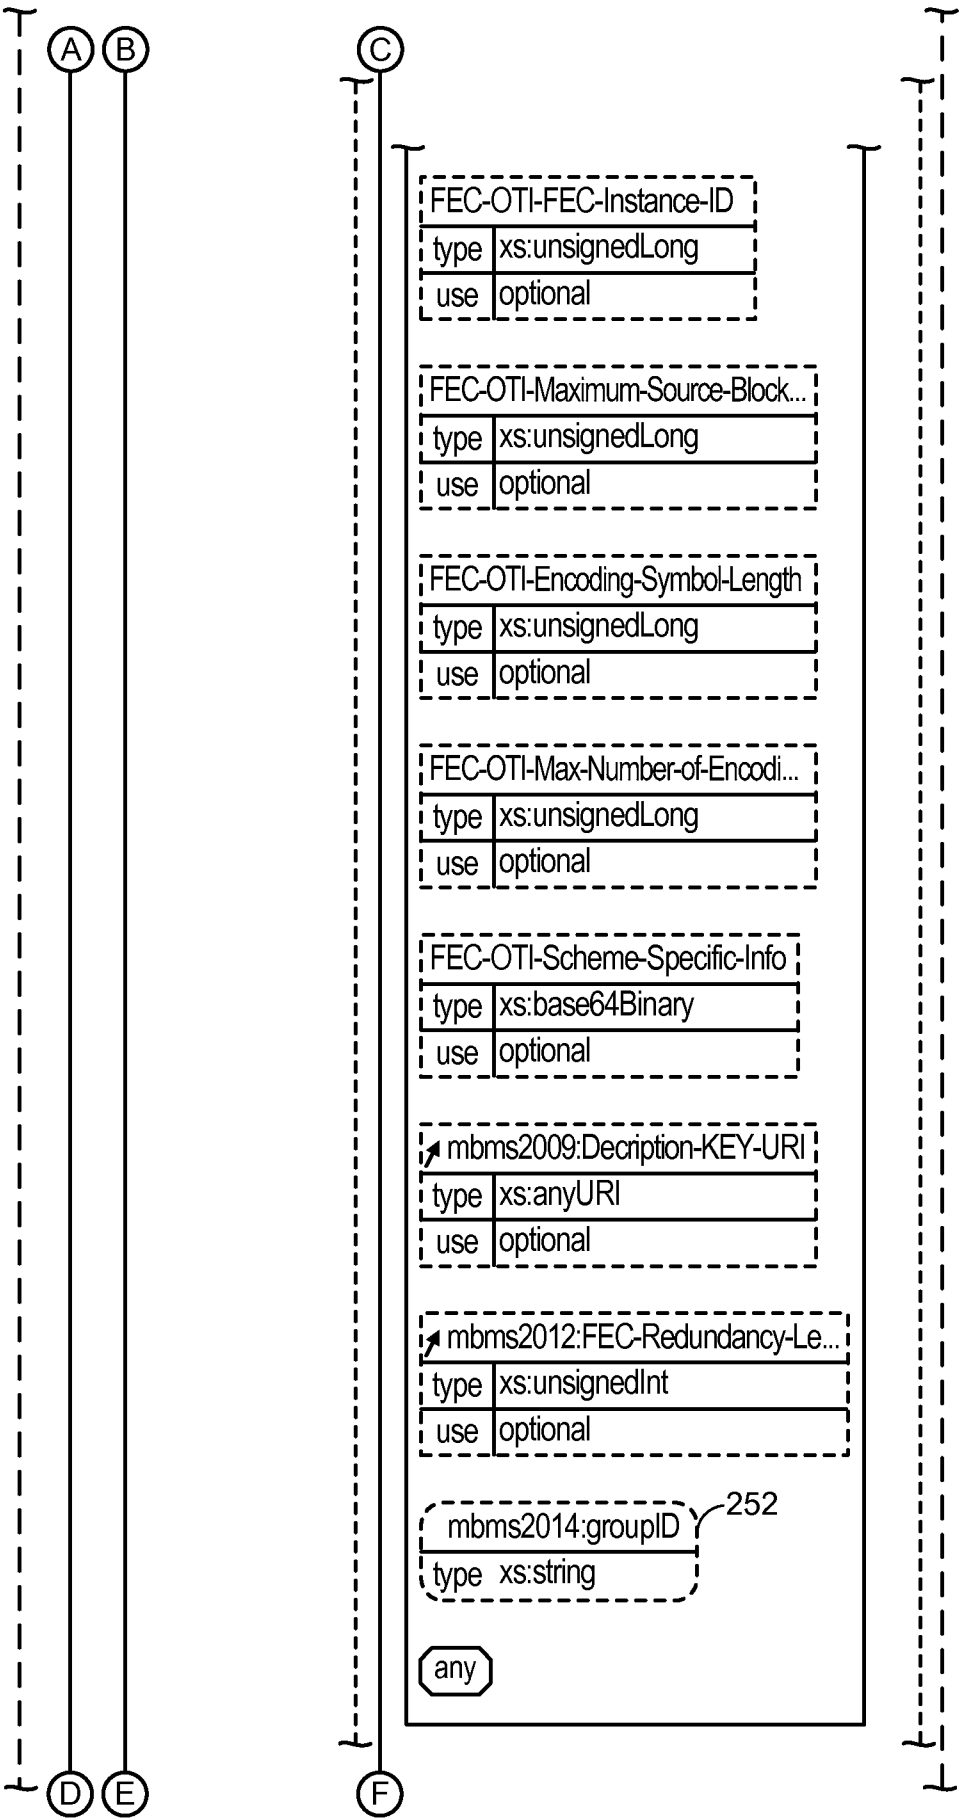 A B C
FEC-OTI-FEC-Instance-ID
type xs:unsignedLong
use optional
FEC-OTI-Maximum-Source-Block...
type xs:unsignedLong
use optional
FEC-OTI-Encoding-Symbol-Length
type xs:unsignedLong
use optional
FEC-OTI-Max-Number-of-Encodi...
type xs:unsignedLong
use optional
FEC-OTI-Scheme-Specific-Info
type xs:base64Binary
use optional
mbms2009:Decription-KEY-URI
type xs:anyURI
use optional
mbms2012:FEC-Redundancy-Le...
type xs:unsignedInt
use optional
252
mbms2014:groupID
type xs:string
any
D E F